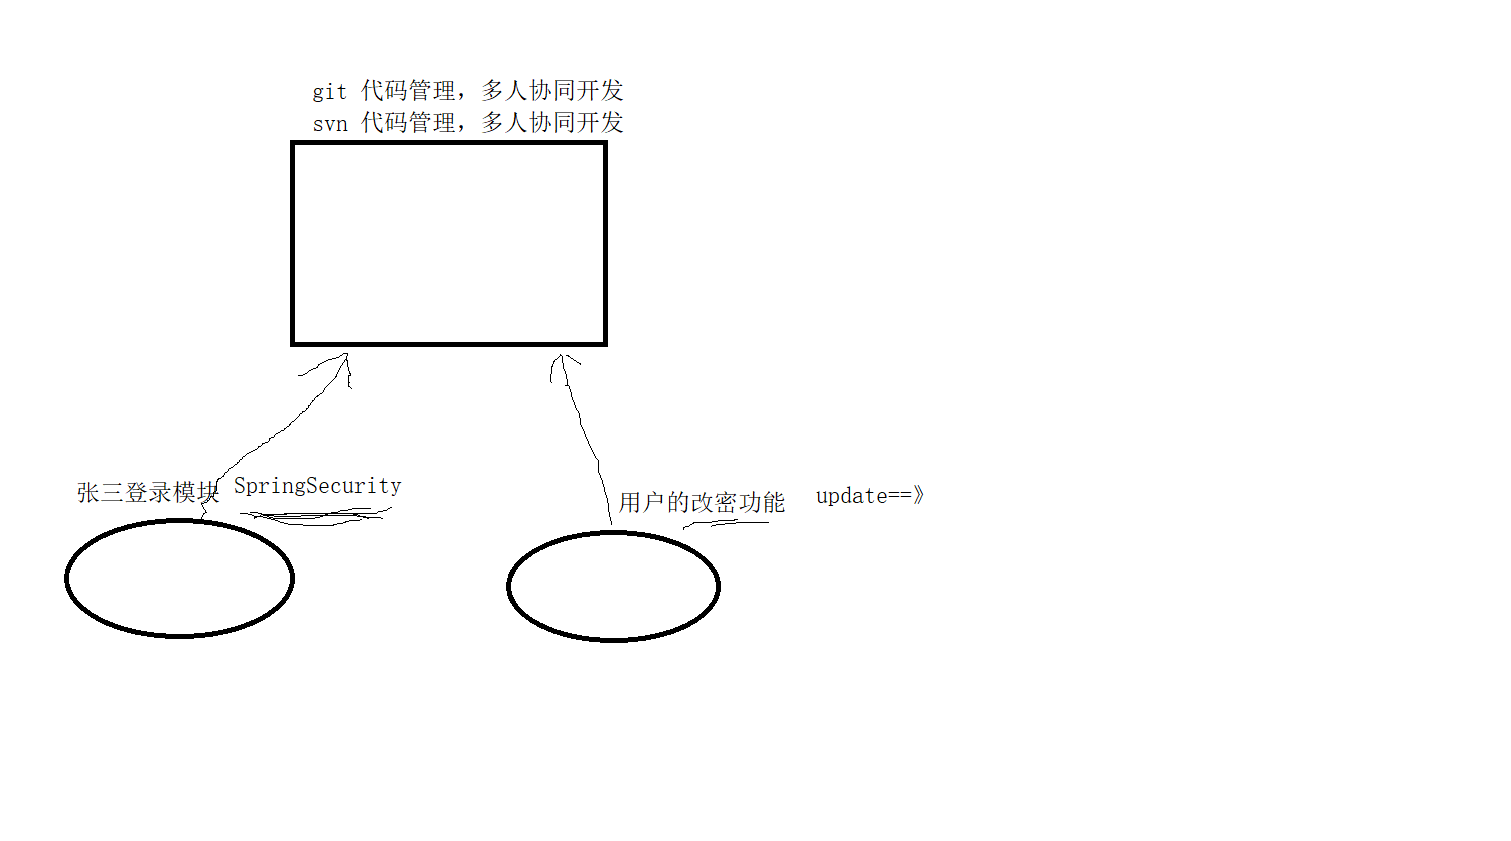 git 代码管理，多人协同开发
svn 代码管理，多人协同开发
张三登录模块 SpringSecurity
用户的改密功能 update==》